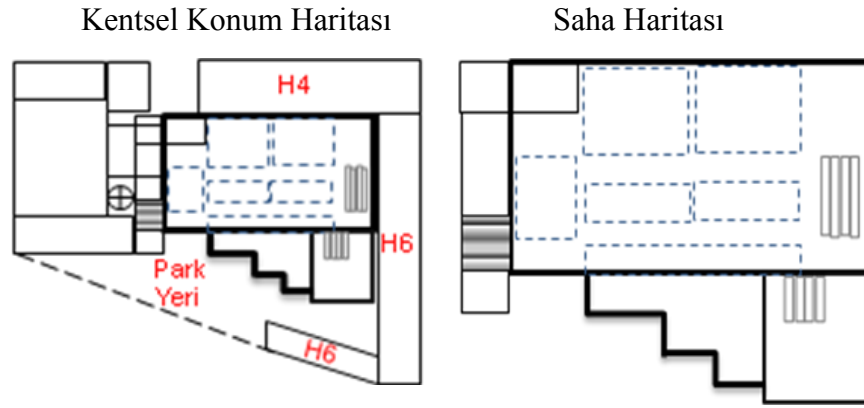 Kentsel Konum Haritası
Saha Haritası
H4
H6
Park
Yeri
H6